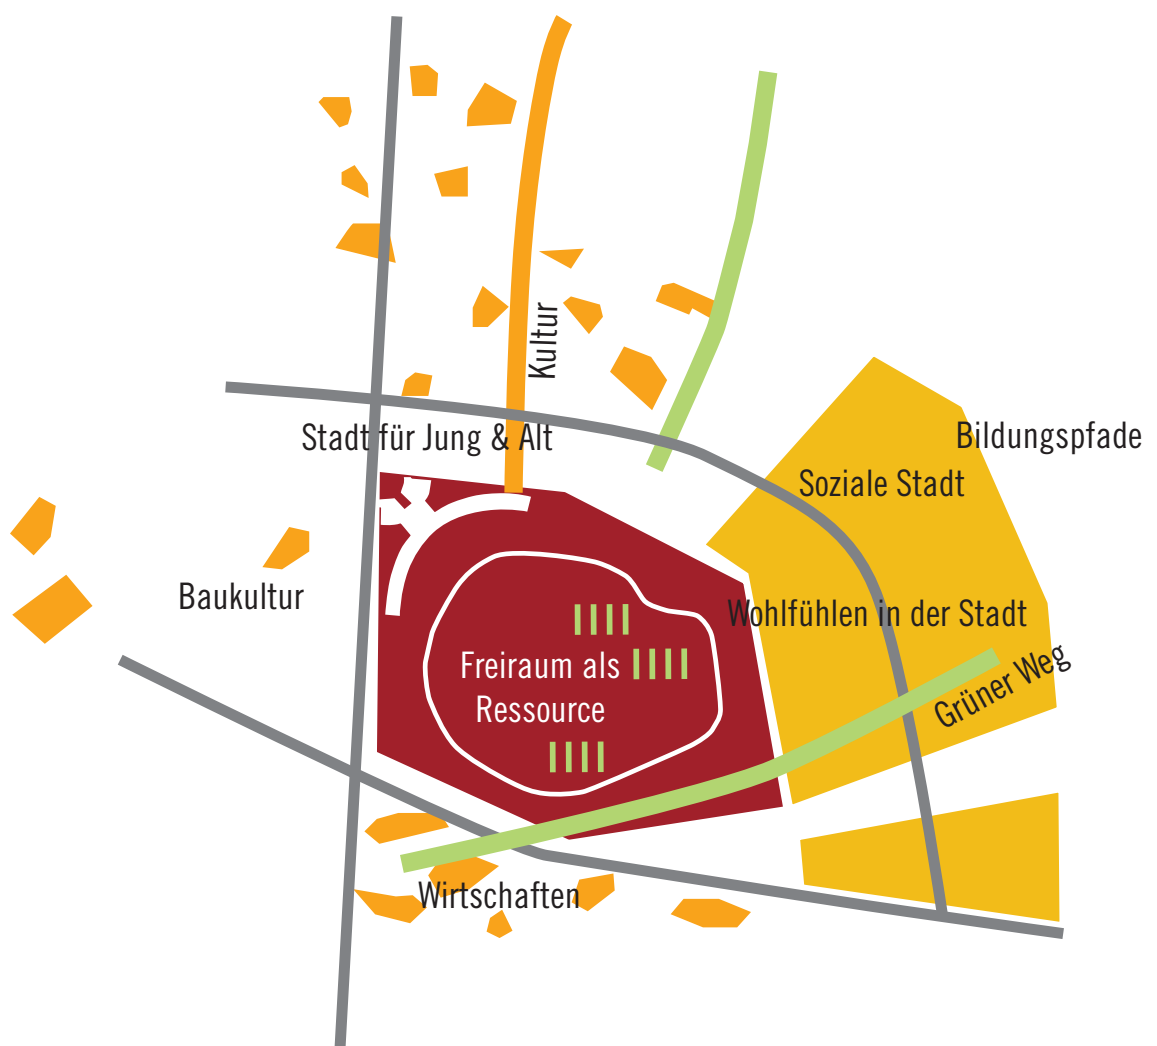 Kultur
Stadt für Jung & Alt
Bildungspfade
Soziale Stadt
Baukultur
Wohlfühlen in der Stadt
Freiraum als
Ressource
Grüner Weg
Wirtschaften